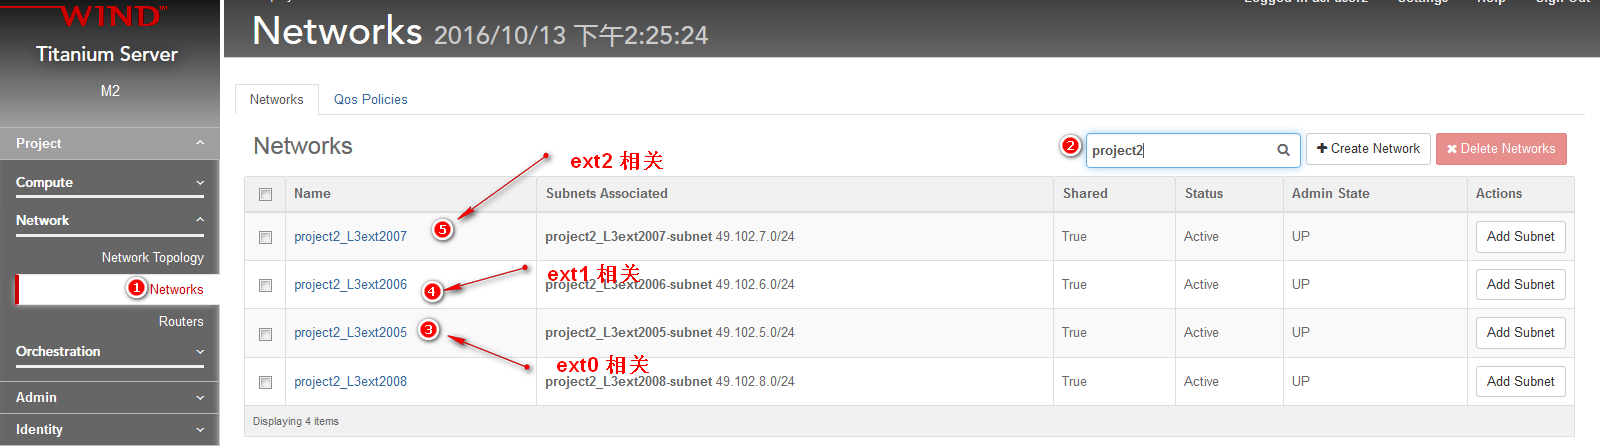 WIND™
Titanium Server
M2
Project
Compute
Network
Network Topology
1 Networks
Routers
Orchestration
Admin
Identity
Networks 2016/10/13 下午2:25:24
Settings
Help
Sign Out
Networks
Qos Policies
Networks
2 project2
Create Network
Delete Networks
ext2 相关
Name
Subnets Associated
Shared
Status
Admin State
Actions
project2_L3ext2007
5
project2_L3ext2007-subnet 49.102.7.0/24
True
Active
UP
Add Subnet
ext1 相关
project2_L3ext2006
4
project2_L3ext2006-subnet 49.102.6.0/24
True
Active
UP
Add Subnet
project2_L3ext2005
3
project2_L3ext2005-subnet 49.102.5.0/24
True
Active
UP
Add Subnet
ext0 相关
project2_L3ext2008
project2_L3ext2008-subnet 49.102.8.0/24
True
Active
UP
Add Subnet
Displaying 4 items